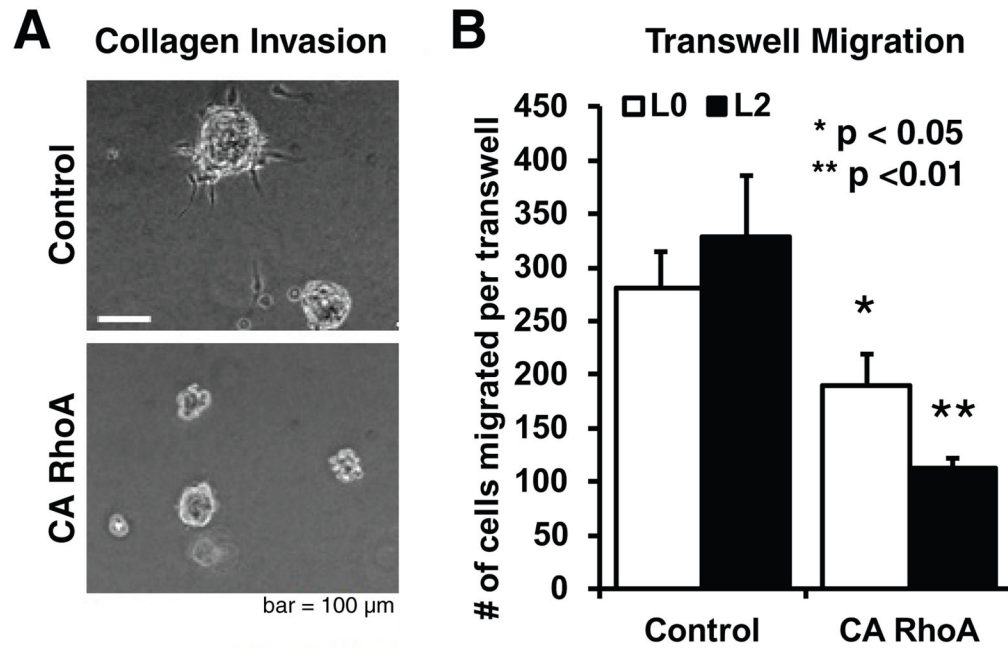 A
Collagen Invasion
Control
CA RhoA
bar = 100 µm
B
Transwell Migration
# of cells migrated per transwell
450
400
350
300
250
200
150
100
50
0
L0 L2
* p < 0.05
** p <0.01
*
**
Control CA RhoA